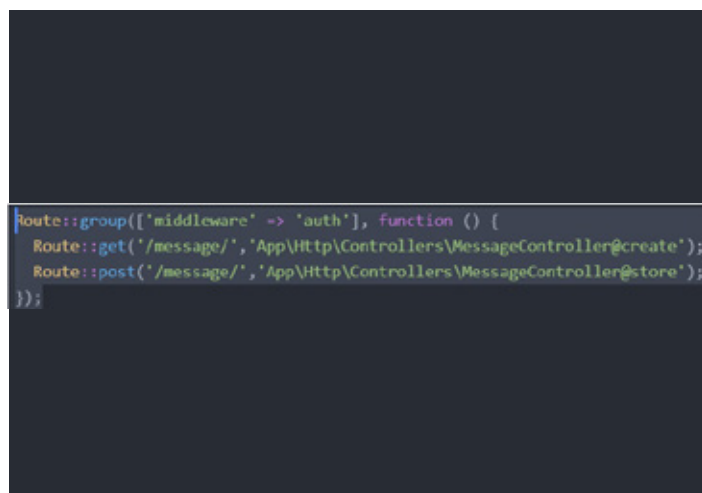 Route::group(['middleware' => 'auth'], function () {
Route::get('/message/','App\Http\Controllers\MessageController@create');
Route::post('/message/','App\Http\Controllers\MessageController@store');
});